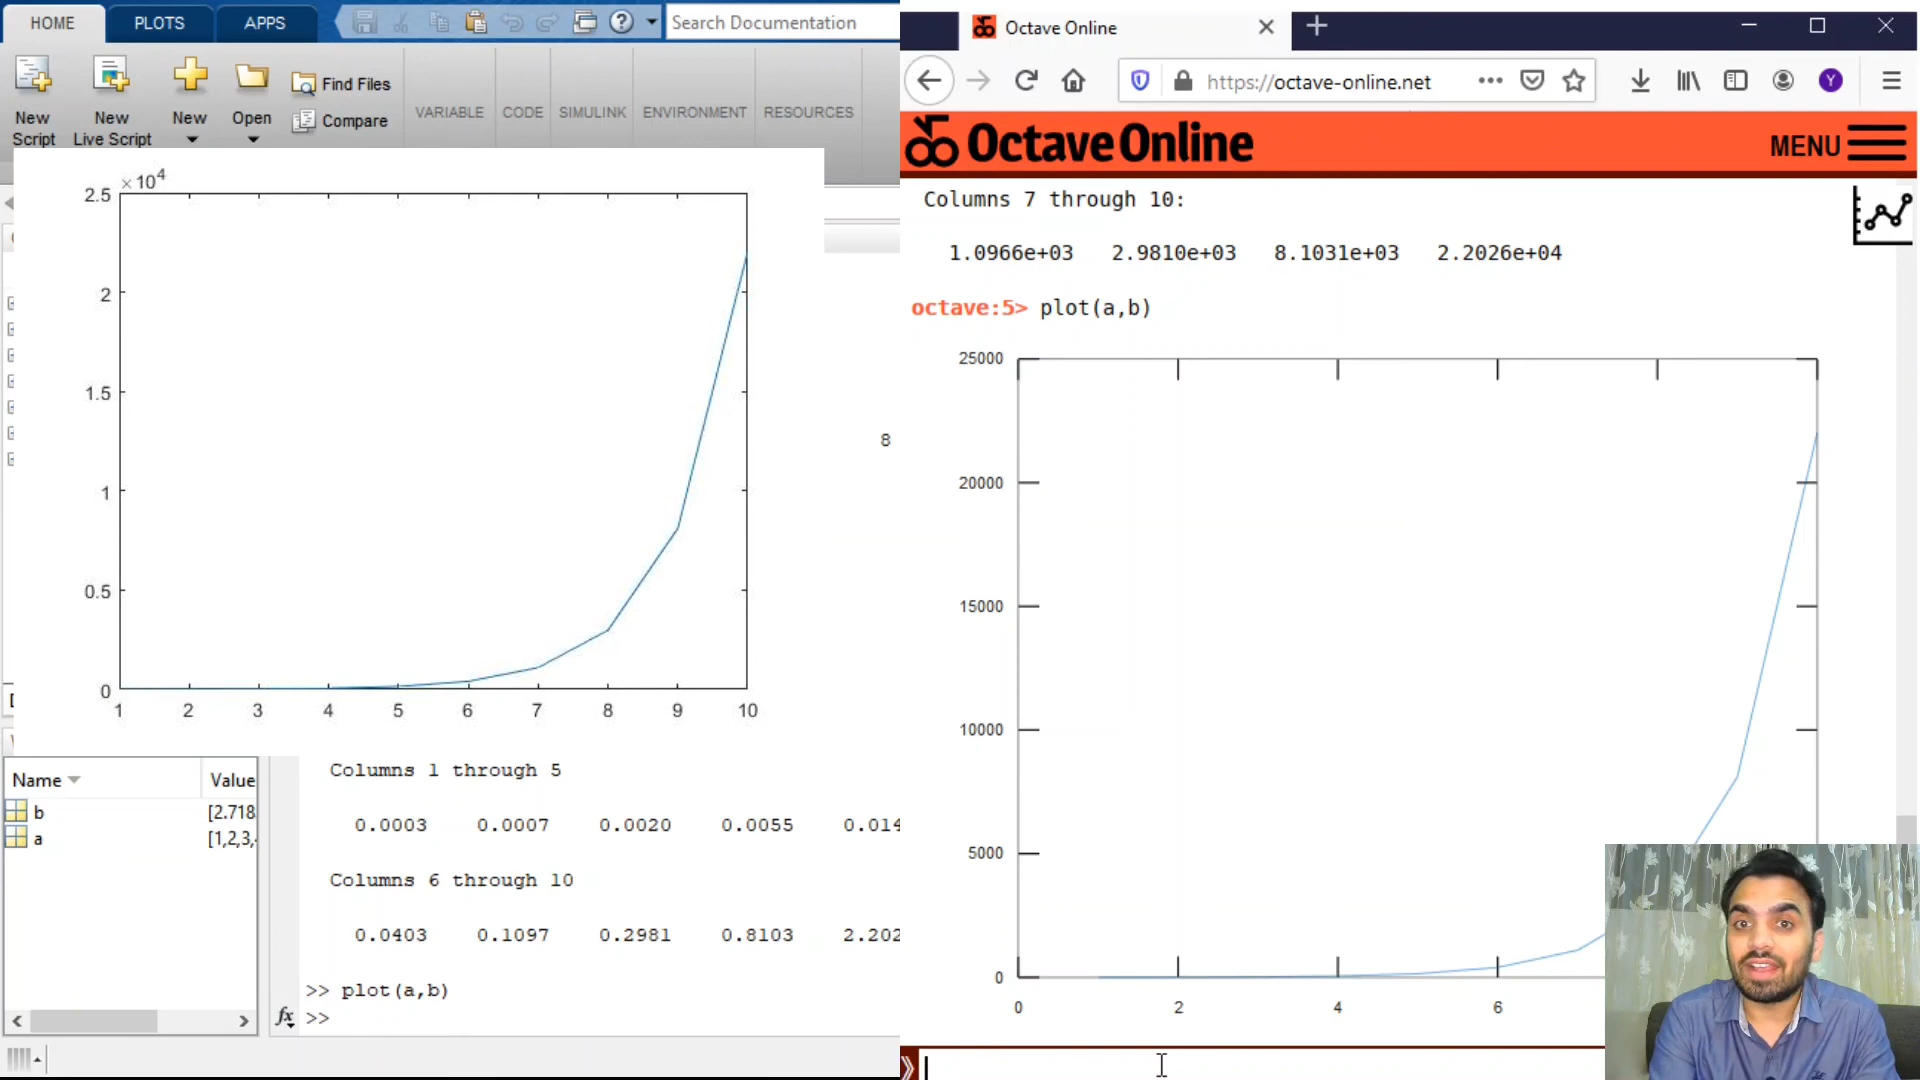 HOME PLOTS APPS Search Documentation
New Script
New Live Script
New
Open
Find Files
Compare
VARIABLE CODE SIMULINK ENVIRONMENT RESOURCES
×10⁴
2.5
2
1.5
1
0.5
0
1 2 3 4 5 6 7 8 9 10
8
Name Value
b [2.718
a [1,2,3,
Columns 1 through 5
0.0003 0.0007 0.0020 0.0055 0.014
Columns 6 through 10
0.0403 0.1097 0.2981 0.8103 2.202
>> plot(a,b)
fx >>
Octave Online
https://octave-online.net
Y
Octave Online
MENU
Columns 7 through 10:
1.0966e+03 2.9810e+03 8.1031e+03 2.2026e+04
octave:5> plot(a,b)
25000
20000
15000
10000
5000
0
0 2 4 6